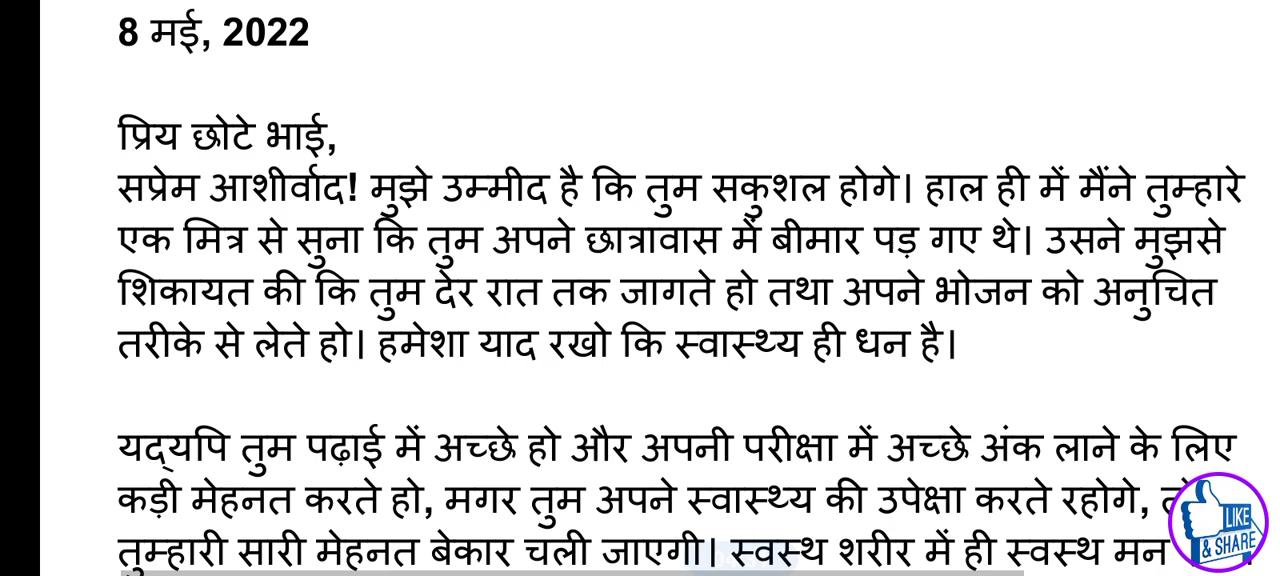 8 मई, 2022
प्रिय छोटे भाई,
सप्रेम आशीर्वाद! मुझे उम्मीद है कि तुम सकुशल होगे। हाल ही में मैंने तुम्हारे
एक मित्र से सुना कि तुम अपने छात्रावास में बीमार पड़ गए थे। उसने मुझसे
शिकायत की कि तुम देर रात तक जागते हो तथा अपने भोजन को अनुचित
तरीके से लेते हो। हमेशा याद रखो कि स्वास्थ्य ही धन है।
यद्यपि तुम पढ़ाई में अच्छे हो और अपनी परीक्षा में अच्छे अंक लाने के लिए
कड़ी मेहनत करते हो, मगर तुम अपने स्वास्थ्य की उपेक्षा करते रहोगे,
तुम्हारी सारी मेहनत बेकार चली जाएगी। स्वस्थ शरीर में ही स्वस्थ मन
LIKE
& SHARE